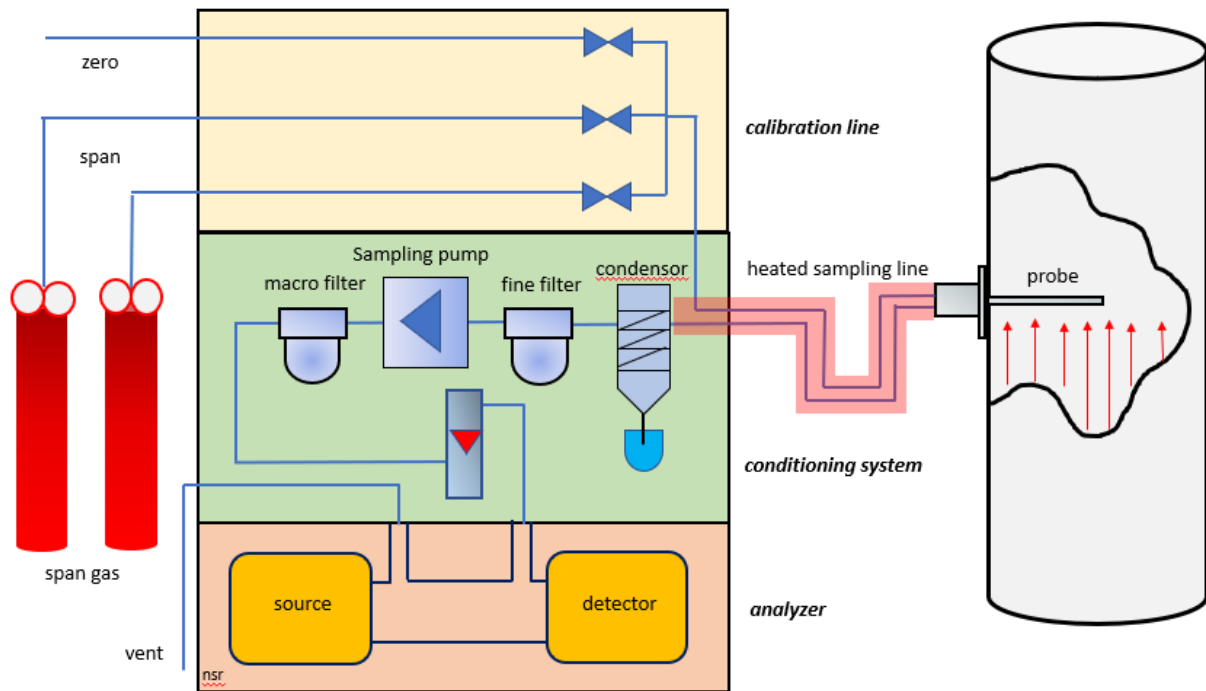 zero
span
calibration line
Sampling pump
macro filter
fine filter
condensor
heated sampling line
probe
conditioning system
span gas
source
detector
analyzer
vent
nsr